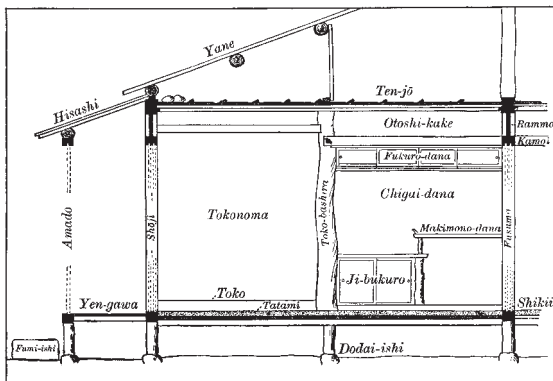 Yane
Hisashi
Ten-jō
Otoshi-kake
Ramma
Kamoi
Fukuro-dana
Chigai-dana
Amado
Shōji
Tokonoma
Toko-bashira
Makimono-dana
Fusuma
Ji-bukuro
Toko
Tatami
Yen-gawa
Shikii
Fumi-ishi
Dodai-ishi